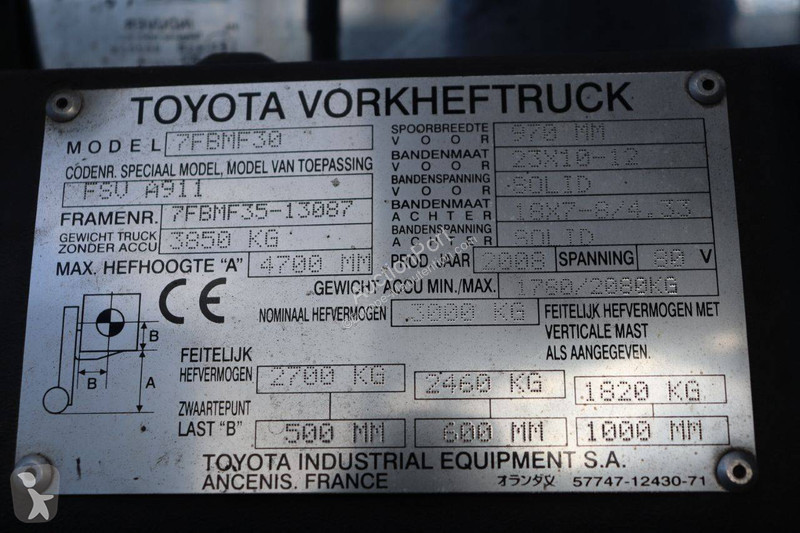 TOYOTA VORKHEFTRUCK
MODEL 7FBMF30
CODENR. SPECIAAL MODEL, MODEL VAN TOEPASSING
FSV A911
FRAMENR. 7FBMF35-13087
GEWICHT TRUCK ZONDER ACCU 3850 KG
MAX. HEFHOOGTE "A" 4700 MM
SPOORBREEDTE VOOR 970 MM
BANDENMAAT VOOR 23X10-12
BANDENSPANNING VOOR SOLID
BANDENMAAT ACHTER 18X7-8/4.33
BANDENSPANNING ACHTER SOLID
PROD. JAAR 2008 SPANNING 80 V
GEWICHT ACCU MIN./MAX. 1780/2080KG
CE
NOMINAAL HEFVERMOGEN 3000 KG
FEITELIJK HEFVERMOGEN MET
VERTICALE MAST
ALS AANGEGEVEN.
B
B
A
FEITELIJK
HEFVERMOGEN 2700 KG 2460 KG 1820 KG
ZWAARTEPUNT
LAST "B" 500 MM 600 MM 1000 MM
TOYOTA INDUSTRIAL EQUIPMENT S.A.
ANCENIS. FRANCE
オランダメ 57747-12430-71